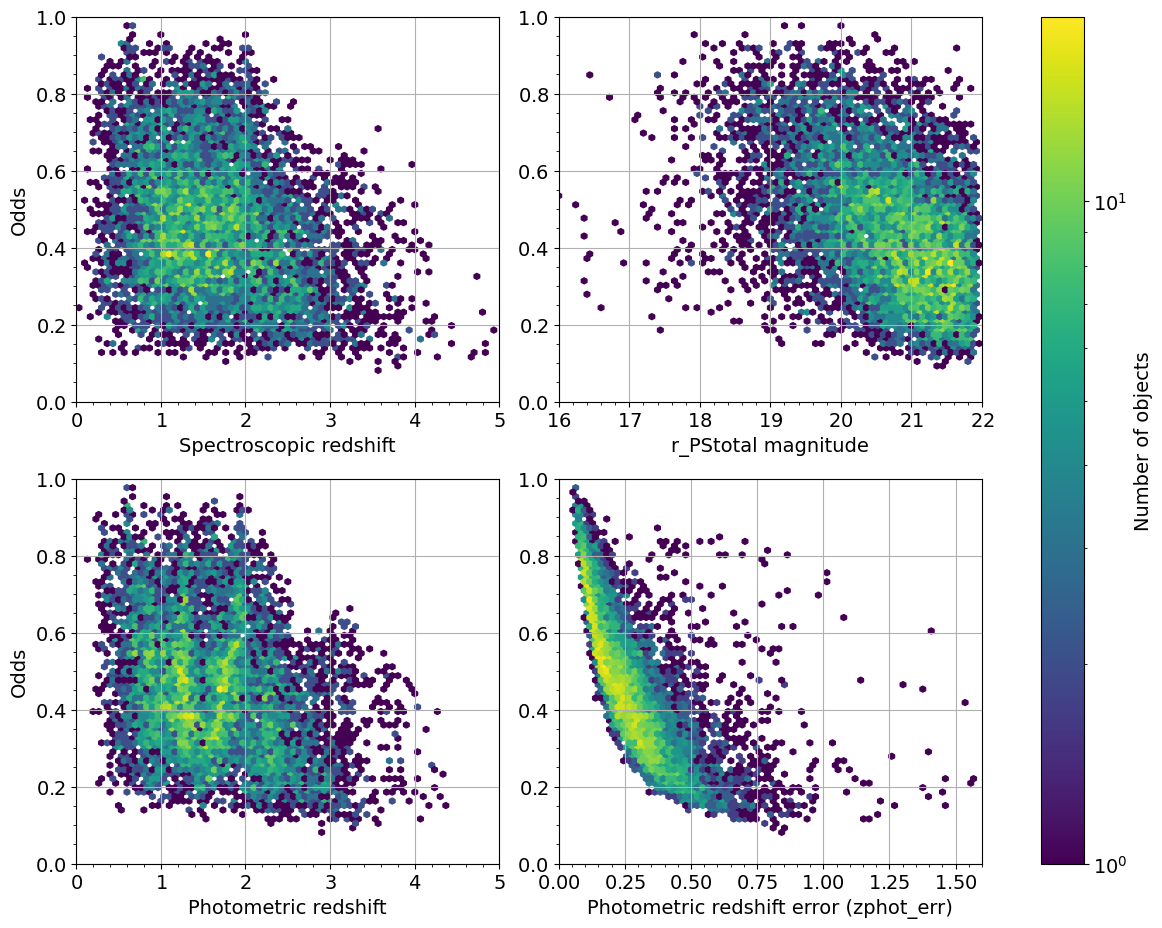 1.0
0.8
0.6
0.4
0.2
0.0
Odds
0 1 2 3 4 5
Spectroscopic redshift
1.0
0.8
0.6
0.4
0.2
0.0
16 17 18 19 20 21 22
r_PStotal magnitude
1.0
0.8
0.6
0.4
0.2
0.0
Odds
0 1 2 3 4 5
Photometric redshift
1.0
0.8
0.6
0.4
0.2
0.0
0.00 0.25 0.50 0.75 1.00 1.25 1.50
Photometric redshift error (zphot_err)
10¹
10⁰
Number of objects